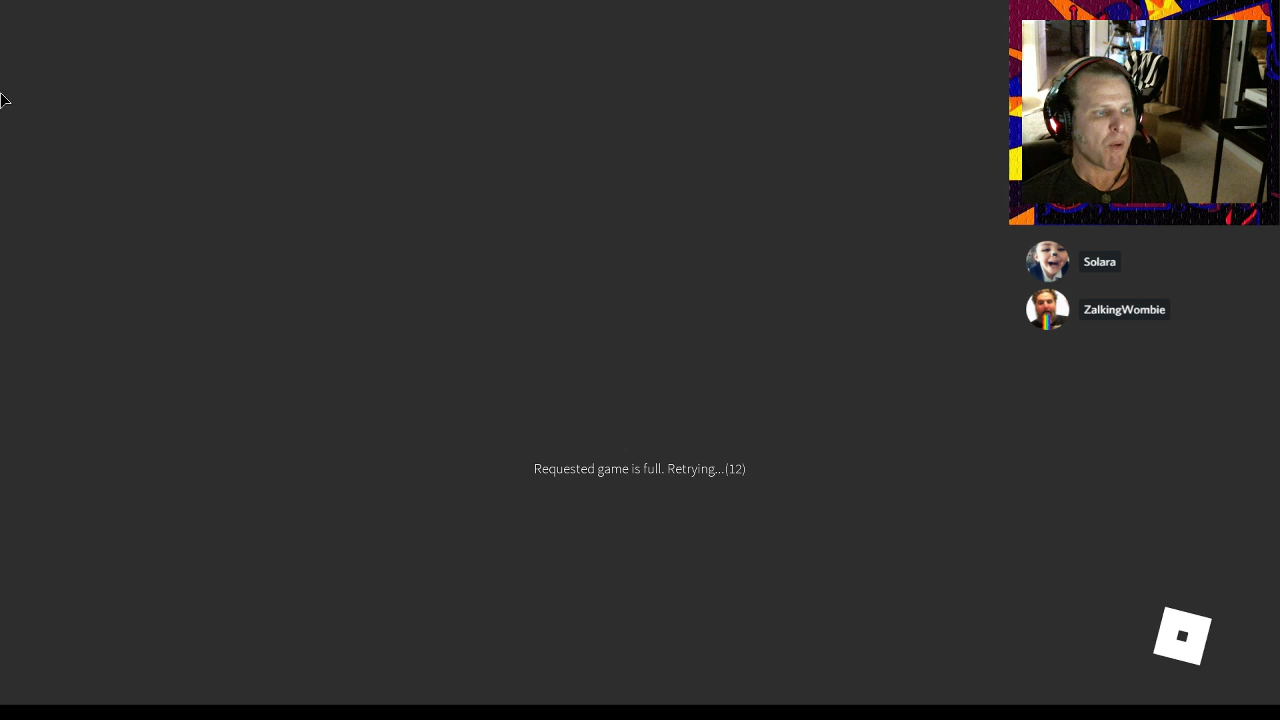 Solara
ZalkingWombie
Requested game is full. Retrying...(12)